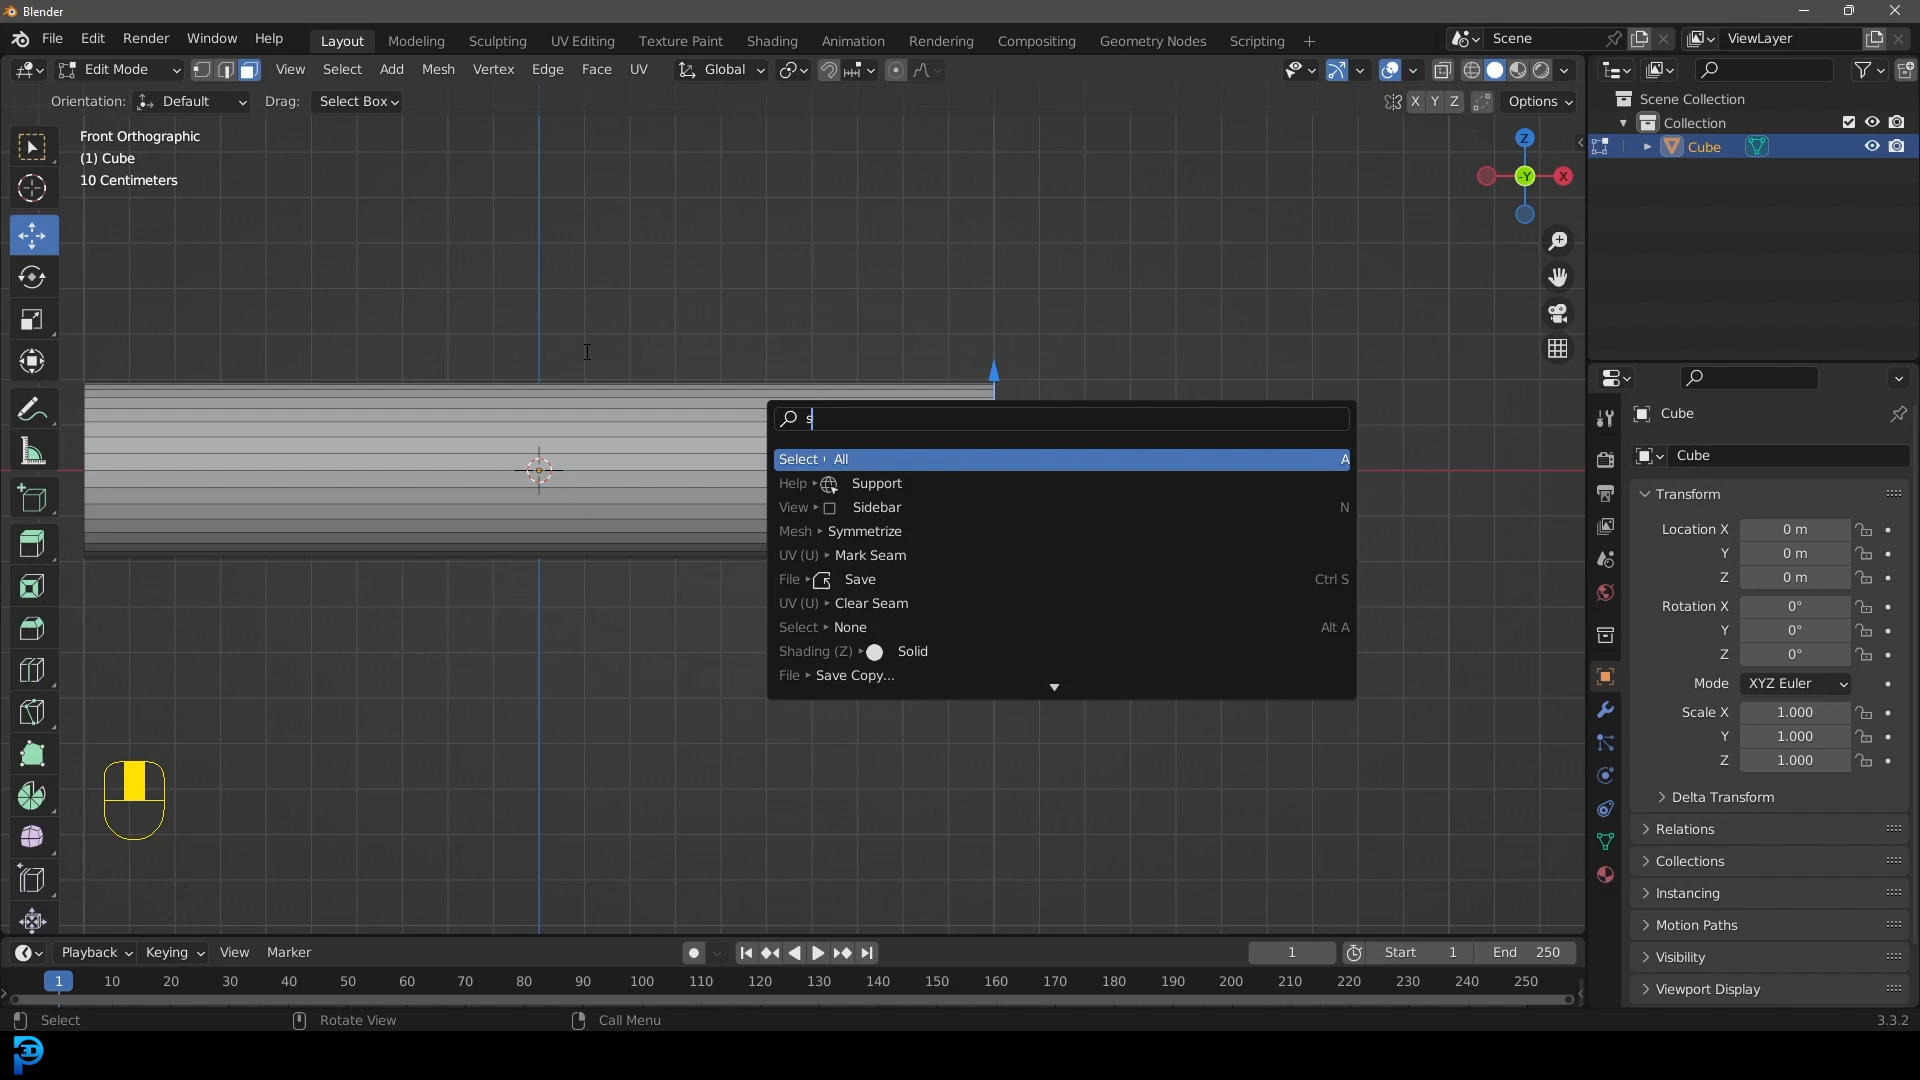 Blender
File Edit Render Window Help Layout Modeling Sculpting UV Editing Texture Paint Shading Animation Rendering Compositing Geometry Nodes Scripting + Scene ViewLayer
Edit Mode View Select Add Mesh Vertex Edge Face UV Global
Orientation: Default Drag: Select Box X Y Z Options
Scene Collection
Collection
Cube
Front Orthographic
(1) Cube
10 Centimeters
Z
-Y X
s
Select All A
Help Support
View Sidebar N
Mesh Symmetrize
UV (U) Mark Seam
File Save Ctrl S
UV (U) Clear Seam
Select None Alt A
Shading (Z) Solid
File Save Copy...
Cube
Cube
Transform
Location X 0 m
Y 0 m
Z 0 m
Rotation X 0°
Y 0°
Z 0°
Mode XYZ Euler
Scale X 1.000
Y 1.000
Z 1.000
Delta Transform
Relations
Collections
Instancing
Motion Paths
Visibility
Viewport Display
Playback Keying View Marker 1 Start 1 End 250
1 10 20 30 40 50 60 70 80 90 100 110 120 130 140 150 160 170 180 190 200 210 220 230 240 250
Select Rotate View Call Menu 3.3.2